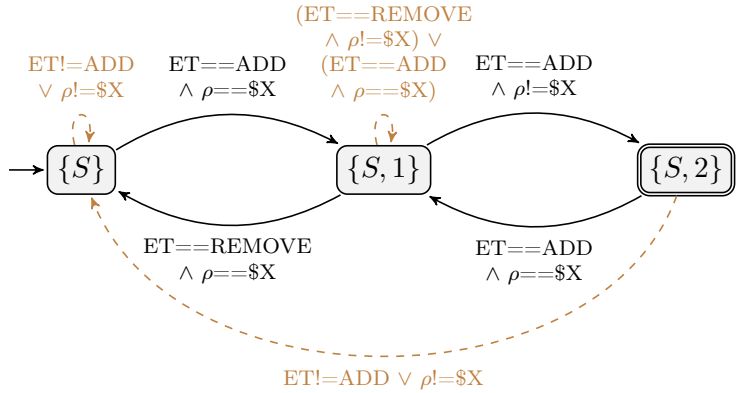 (ET==REMOVE
∧ ρ!=$X) ∨
(ET==ADD
∧ ρ==$X)
ET!=ADD
∨ ρ!=$X
ET==ADD
∧ ρ==$X
ET==ADD
∧ ρ!=$X
{S}
{S, 1}
{S, 2}
ET==REMOVE
∧ ρ==$X
ET==ADD
∧ ρ==$X
ET!=ADD ∨ ρ!=$X